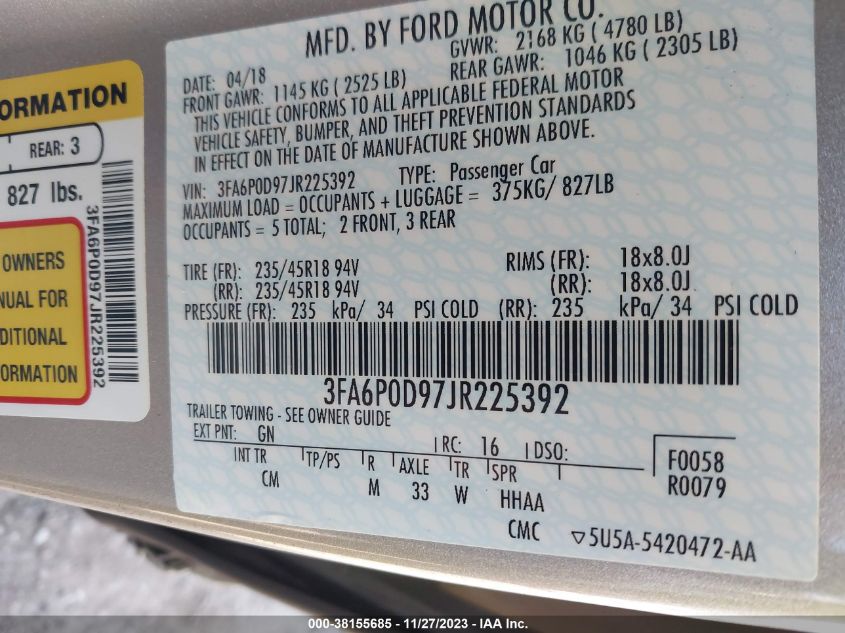 ORMATION
REAR: 3
827 lbs.
3FA6P0D97JR225392
OWNERS
NUAL FOR
DITIONAL
ORMATION
MFD. BY FORD MOTOR CO.
DATE: 04/18
GVWR: 2168 KG ( 4780 LB)
FRONT GAWR: 1145 KG ( 2525 LB)
REAR GAWR: 1046 KG ( 2305 LB)
THIS VEHICLE CONFORMS TO ALL APPLICABLE FEDERAL MOTOR
VEHICLE SAFETY, BUMPER, AND THEFT PREVENTION STANDARDS
IN EFFECT ON THE DATE OF MANUFACTURE SHOWN ABOVE.
VIN: 3FA6P0D97JR225392 TYPE: Passenger Car
MAXIMUM LOAD = OCCUPANTS + LUGGAGE = 375KG/ 827LB
OCCUPANTS = 5 TOTAL; 2 FRONT, 3 REAR
TIRE (FR): 235/45R18 94V RIMS (FR): 18x8.0J
(RR): 235/45R18 94V (RR): 18x8.0J
PRESSURE (FR): 235 kPa/ 34 PSI COLD (RR): 235 kPa/ 34 PSI COLD
3FA6P0D97JR225392
TRAILER TOWING - SEE OWNER GUIDE
EXT PNT: GN RC: 16 DSO:
INT TR TP/PS R AXLE TR SPR
CM M 33 W HHAA
F0058
R0079
CMC ▽5U5A-5420472-AA
000-38155685 - 11/27/2023 - IAA Inc.